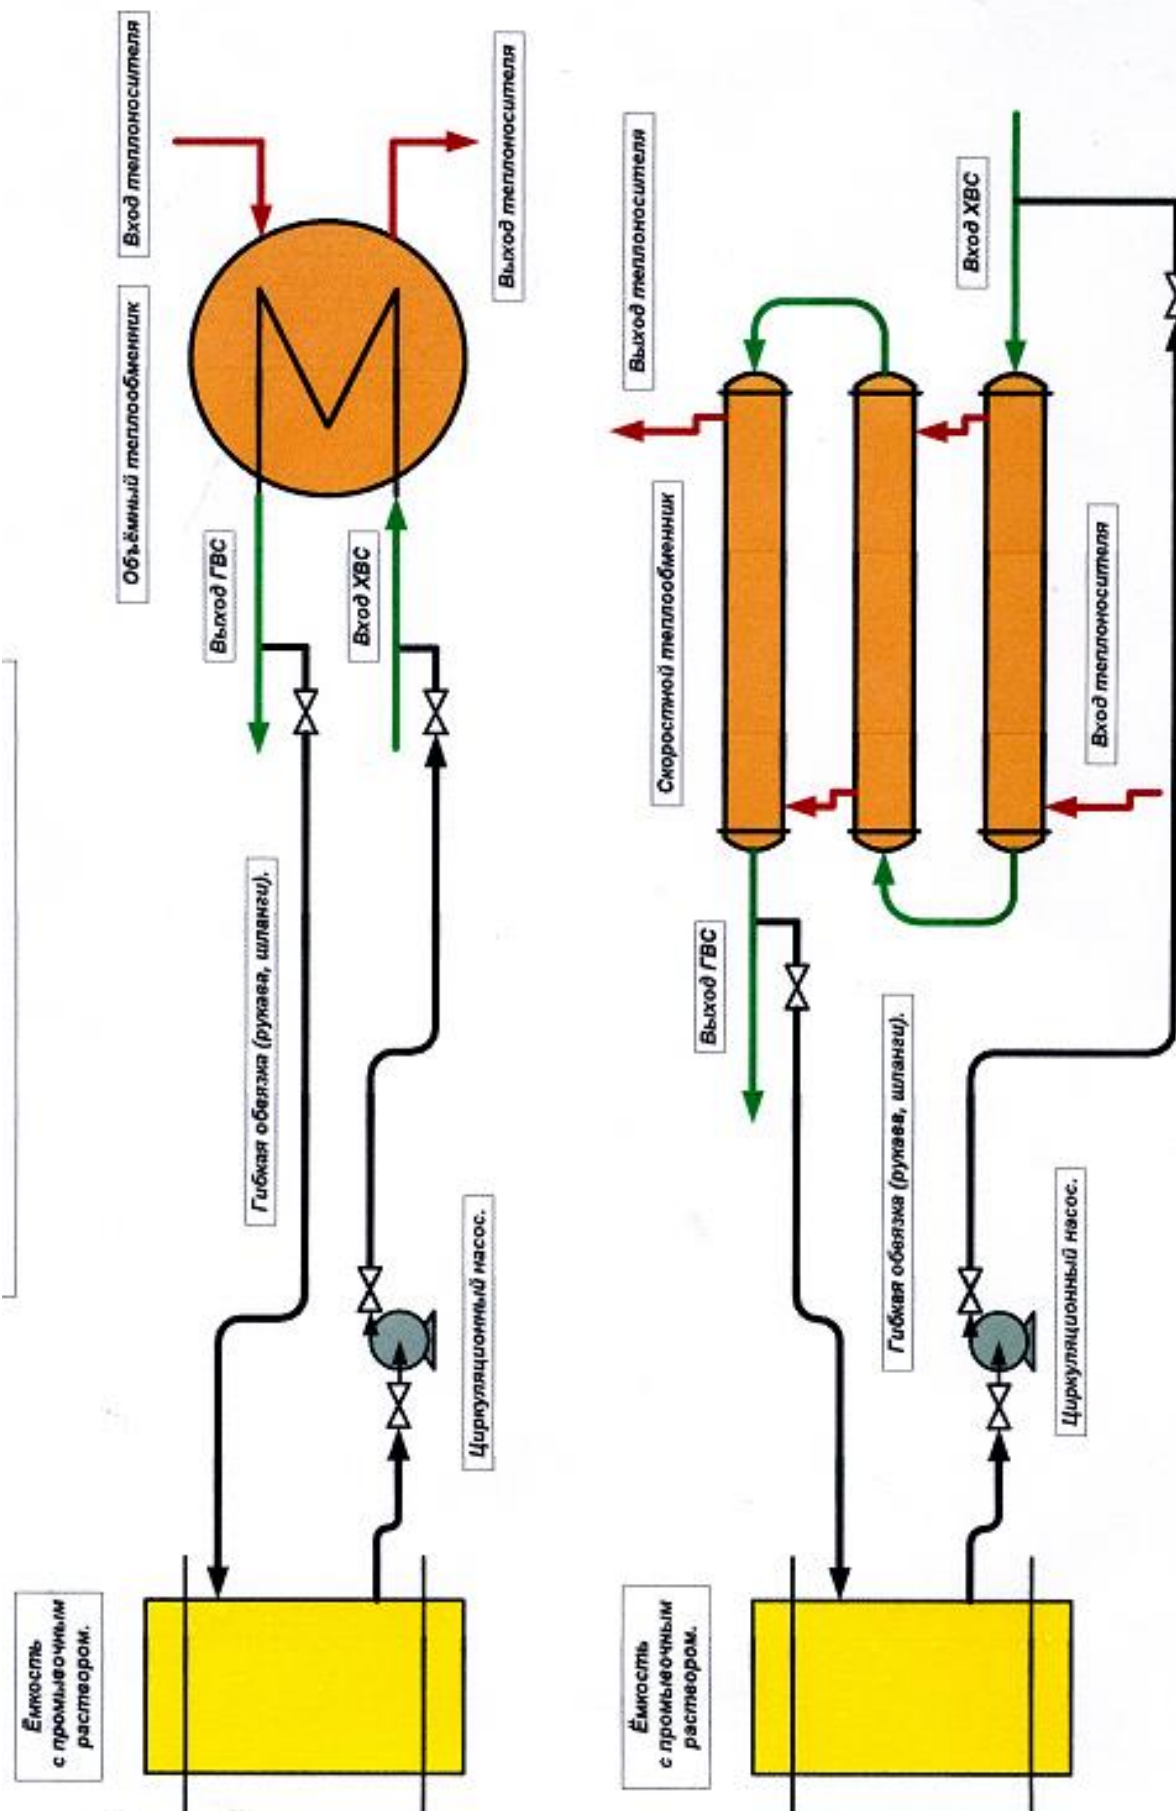 Вход теплоносителя
Объёмный теплообменник
Выход теплоносителя
Выход ГВС
Вход ХВС
Гибкая обвязка (рукава, шланги).
Циркуляционный насос.
Ёмкость
с промывочным
раствором.
Выход теплоносителя
Вход ХВС
Скоростной теплообменник
Вход теплоносителя
Выход ГВС
Гибкая обвязка (рукава, шланги).
Циркуляционный насос.
Ёмкость
с промывочным
раствором.